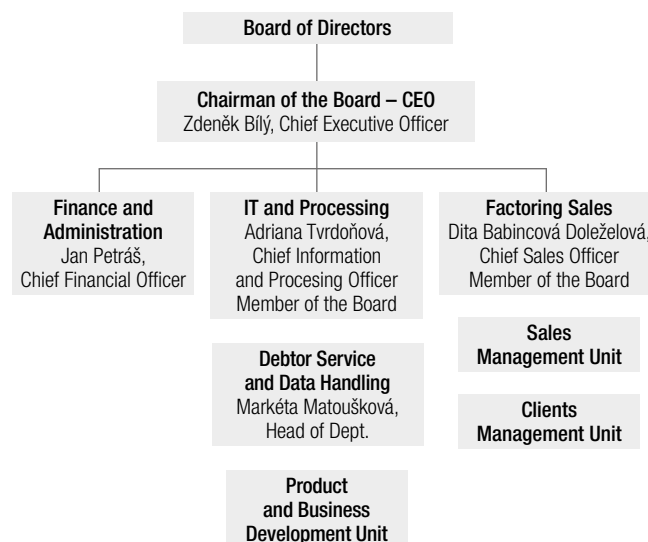 Board of Directors
Chairman of the Board – CEO
Zdeněk Bílý, Chief Executive Officer
Finance and
Administration
Jan Petráš,
Chief Financial Officer
IT and Processing
Adriana Tvrdoňová,
Chief Information
and Procesing Officer
Member of the Board
Factoring Sales
Dita Babincová Doleželová,
Chief Sales Officer
Member of the Board
Debtor Service
and Data Handling
Markéta Matoušková,
Head of Dept.
Sales
Management Unit
Clients
Management Unit
Product
and Business
Development Unit